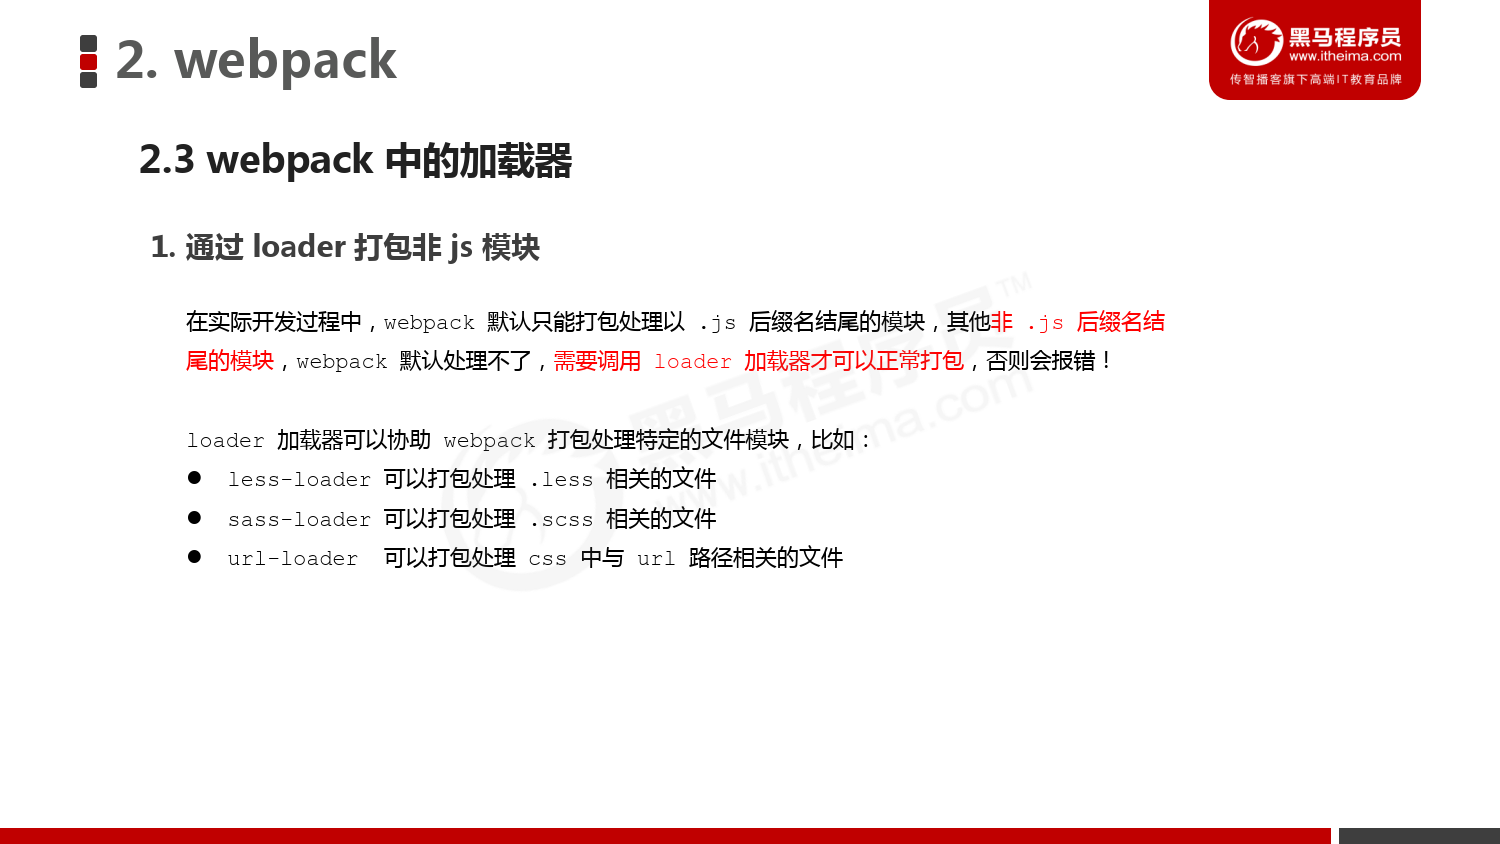 2. webpack
黑马程序员
www.itheima.com
传智播客旗下高端IT教育品牌
2.3 webpack 中的加载器
1. 通过 loader 打包非 js 模块
在实际开发过程中，webpack 默认只能打包处理以 .js 后缀名结尾的模块，其他非 .js 后缀名结
尾的模块，webpack 默认处理不了，需要调用 loader 加载器才可以正常打包，否则会报错！
loader 加载器可以协助 webpack 打包处理特定的文件模块，比如：
● less-loader 可以打包处理 .less 相关的文件
● sass-loader 可以打包处理 .scss 相关的文件
● url-loader 可以打包处理 css 中与 url 路径相关的文件
黑马程序员™
www.itheima.com